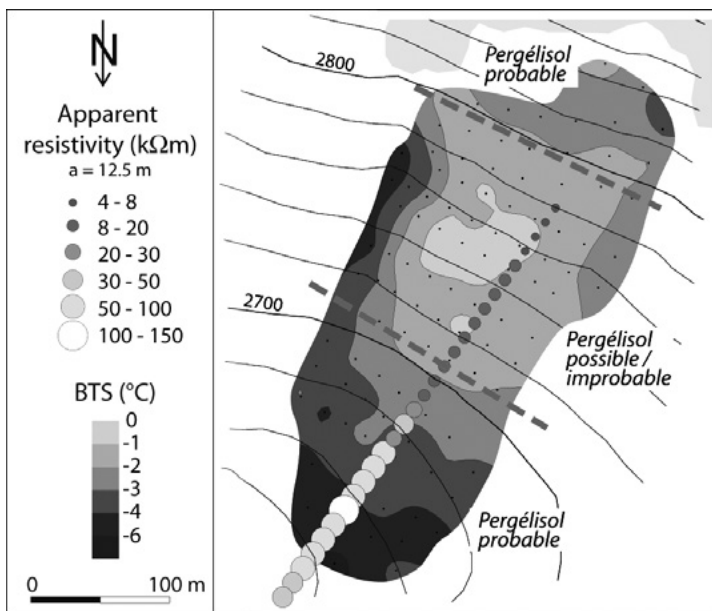 N
Apparent
resistivity (kΩm)
a = 12.5 m
4 - 8
8 - 20
20 - 30
30 - 50
50 - 100
100 - 150
BTS (°C)
0
-1
-2
-3
-4
-6
0
100 m
Pergélisol
probable
2800
2700
Pergélisol
possible /
improbable
Pergélisol
probable